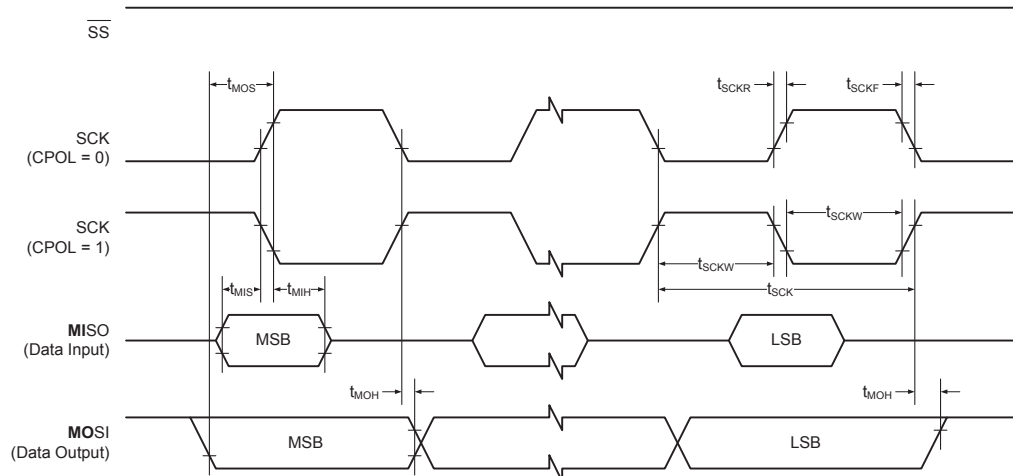 SS
tMOS
tSCKR
tSCKF
SCK
(CPOL = 0)
SCK
(CPOL = 1)
tSCKW
tSCKW
tSCK
tMIS
tMIH
MISO
(Data Input)
MSB
LSB
tMOH
tMOH
MOSI
(Data Output)
MSB
LSB